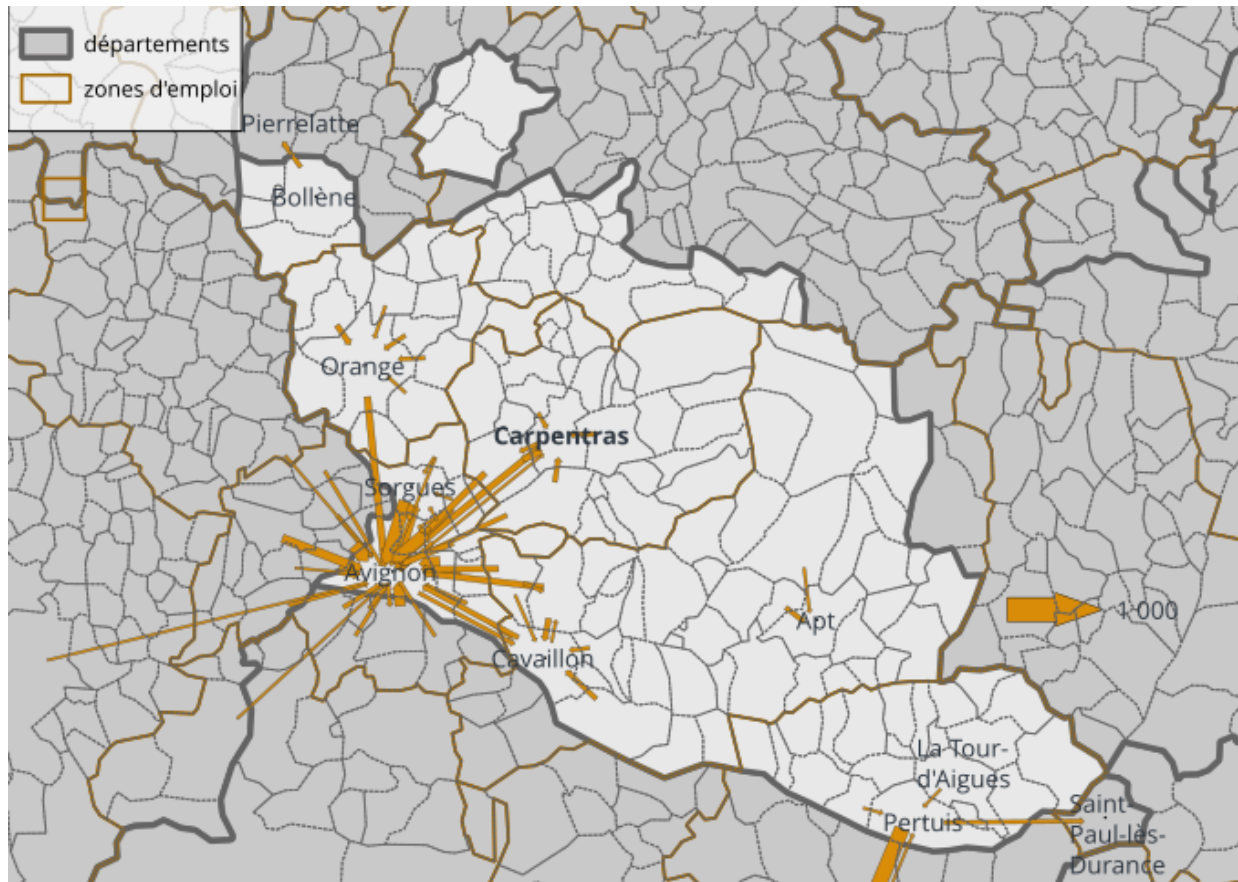 départements
zones d'emploi
Pierrelatte
Bollène
Orange
Carpentras
Sorgues
Avignon
Apt
1 000
Cavaillon
La Tour-
d'Aigues
Pertuis
Saint-
Paul-lès-
Durance